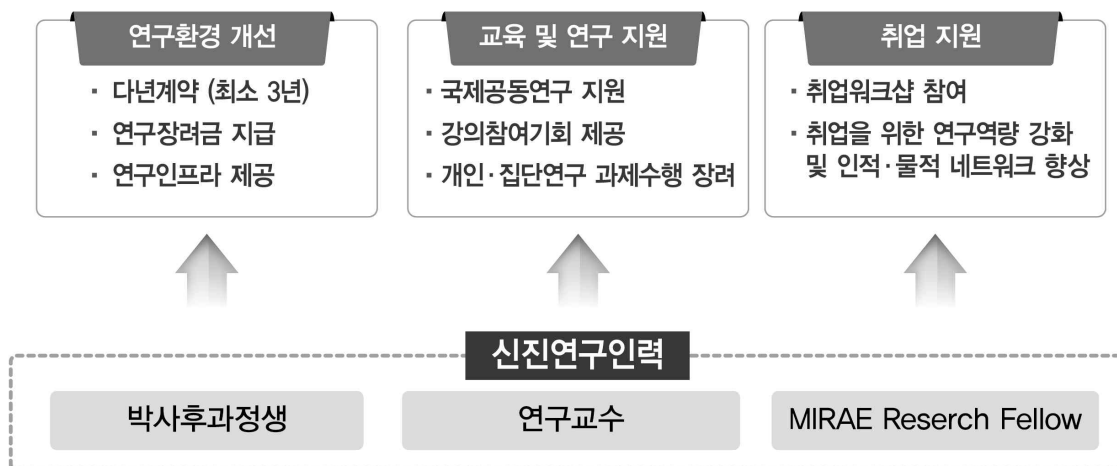 연구환경 개선
· 다년계약 (최소 3년)
· 연구장려금 지급
· 연구인프라 제공
교육 및 연구 지원
· 국제공동연구 지원
· 강의참여기회 제공
· 개인·집단연구 과제수행 장려
취업 지원
· 취업워크샵 참여
· 취업을 위한 연구역량 강화
및 인적·물적 네트워크 향상
신진연구인력
박사후과정생
연구교수
MIRAE Reserch Fellow